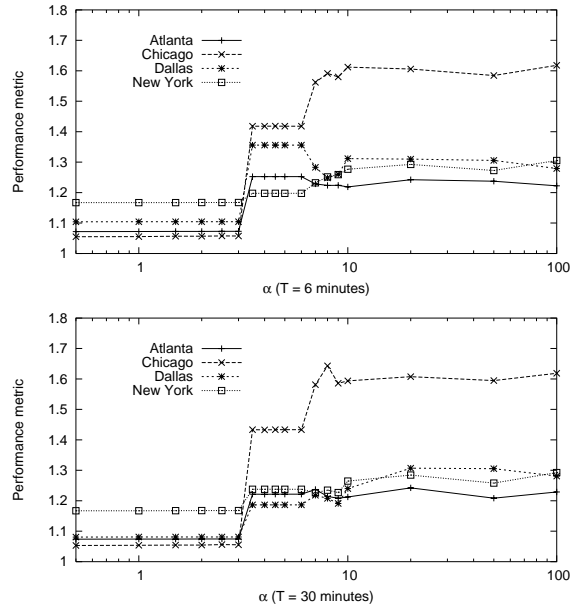 1.8
1.7
1.6
1.5
1.4
1.3
1.2
1.1
1
Performance metric
Atlanta
Chicago
Dallas
New York
1 10 100
α (T = 6 minutes)
1.8
1.7
1.6
1.5
1.4
1.3
1.2
1.1
1
Performance metric
Atlanta
Chicago
Dallas
New York
1 10 100
α (T = 30 minutes)